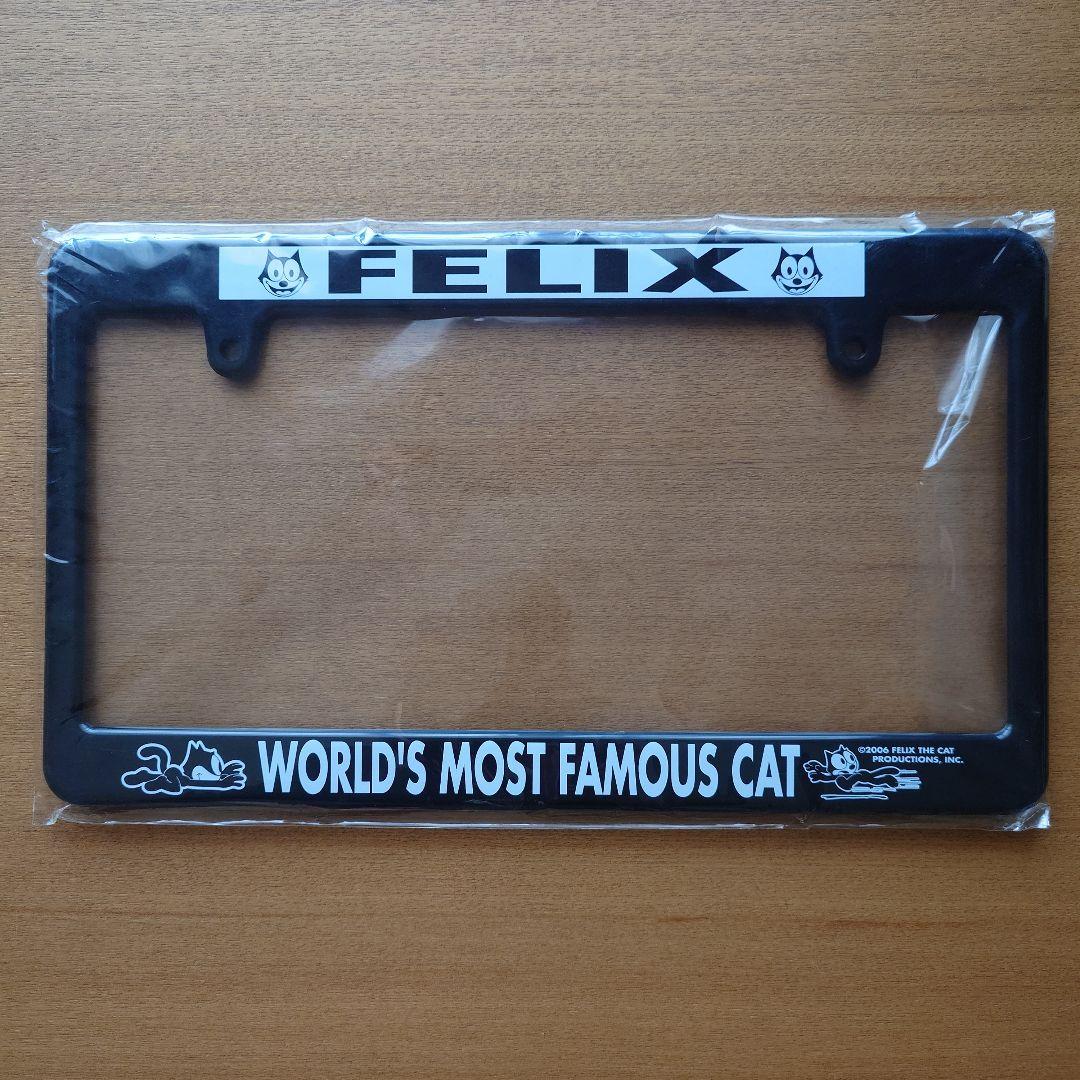 FELIX
WORLD'S MOST FAMOUS CAT
©2006 FELIX THE CAT
PRODUCTIONS, INC.